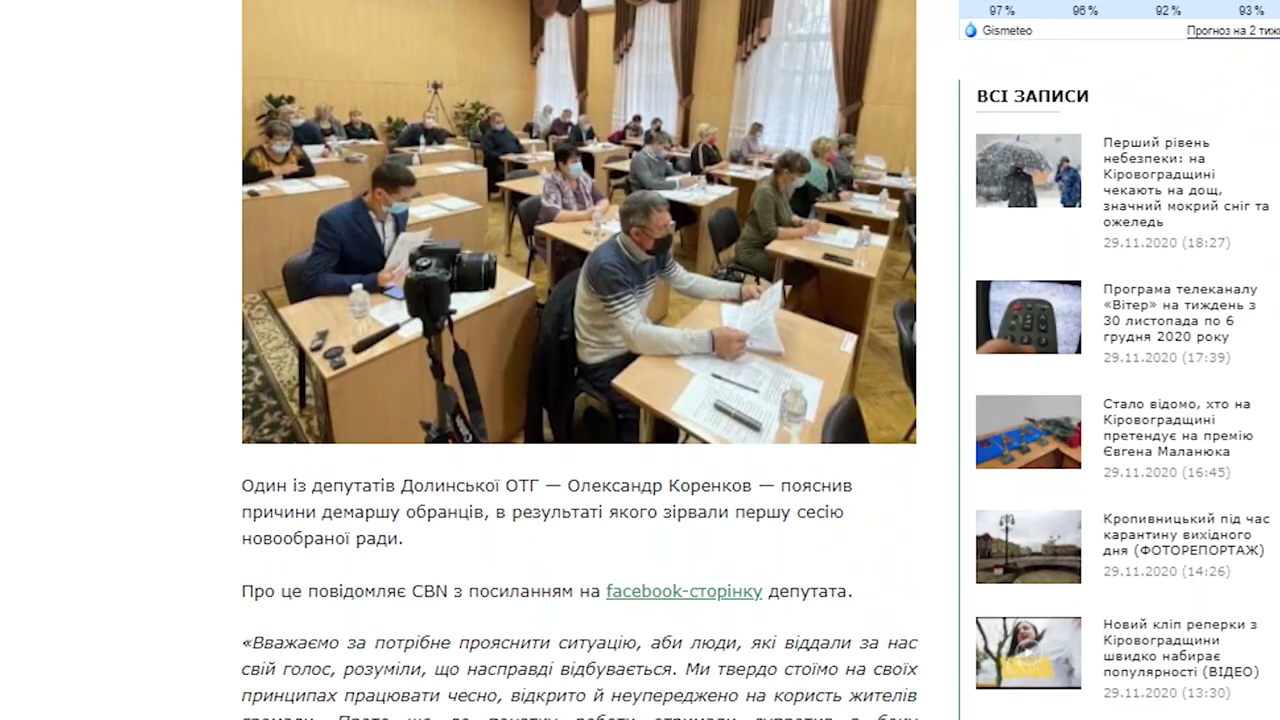 97 %
96 %
92 %
93 %
Gismeteo
Прогноз на 2
ВСІ ЗАПИСИ
Перший рівень
небезпеки: на
Кіровоградщині
чекають на дощ,
значний мокрий сніг та
ожеледь
29.11.2020 (18:27)
Програма телеканалу
«Вітер» на тиждень з
30 листопада по 6
грудня 2020 року
29.11.2020 (17:39)
Стало відомо, хто на
Кіровоградщині
претендує на премію
Євгена Маланюка
29.11.2020 (16:45)
Кропивницький під час
карантину вихідного
дня (ФОТОРЕПОРТАЖ)
29.11.2020 (14:26)
Новий кліп реперки з
Кіровоградщини
швидко набирає
популярності (ВІДЕО)
29.11.2020 (13:30)
Один із депутатів Долинської ОТГ — Олександр Коренков — пояснив
причини демаршу обранців, в результаті якого зірвали першу сесію
новообраної ради.
Про це повідомляє CBN з посиланням на facebook-сторінку депутата.
«Вважаємо за потрібне прояснити ситуацію, аби люди, які віддали за нас
свій голос, розуміли, що насправді відбувається. Ми твердо стоїмо на своїх
принципах працювати чесно, відкрито й неупереджено на користь жителів